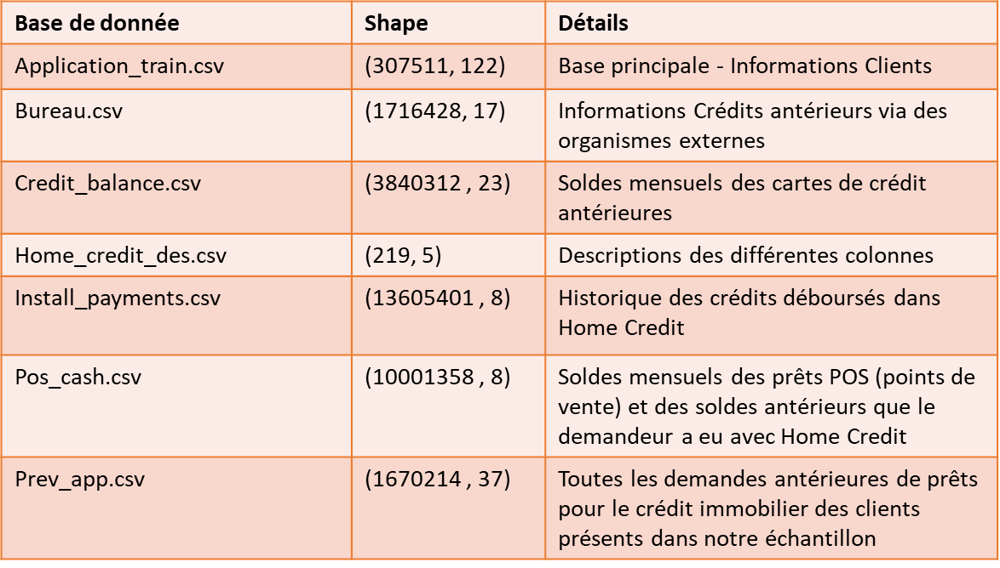 Base de donnée Shape Détails
Application_train.csv (307511, 122) Base principale - Informations Clients
Bureau.csv (1716428, 17) Informations Crédits antérieurs via des
organismes externes
Credit_balance.csv (3840312 , 23) Soldes mensuels des cartes de crédit
antérieures
Home_credit_des.csv (219, 5) Descriptions des différentes colonnes
Install_payments.csv (13605401 , 8) Historique des crédits déboursés dans
Home Credit
Pos_cash.csv (10001358 , 8) Soldes mensuels des prêts POS (points de
vente) et des soldes antérieurs que le
demandeur a eu avec Home Credit
Prev_app.csv (1670214 , 37) Toutes les demandes antérieures de prêts
pour le crédit immobilier des clients
présents dans notre échantillon